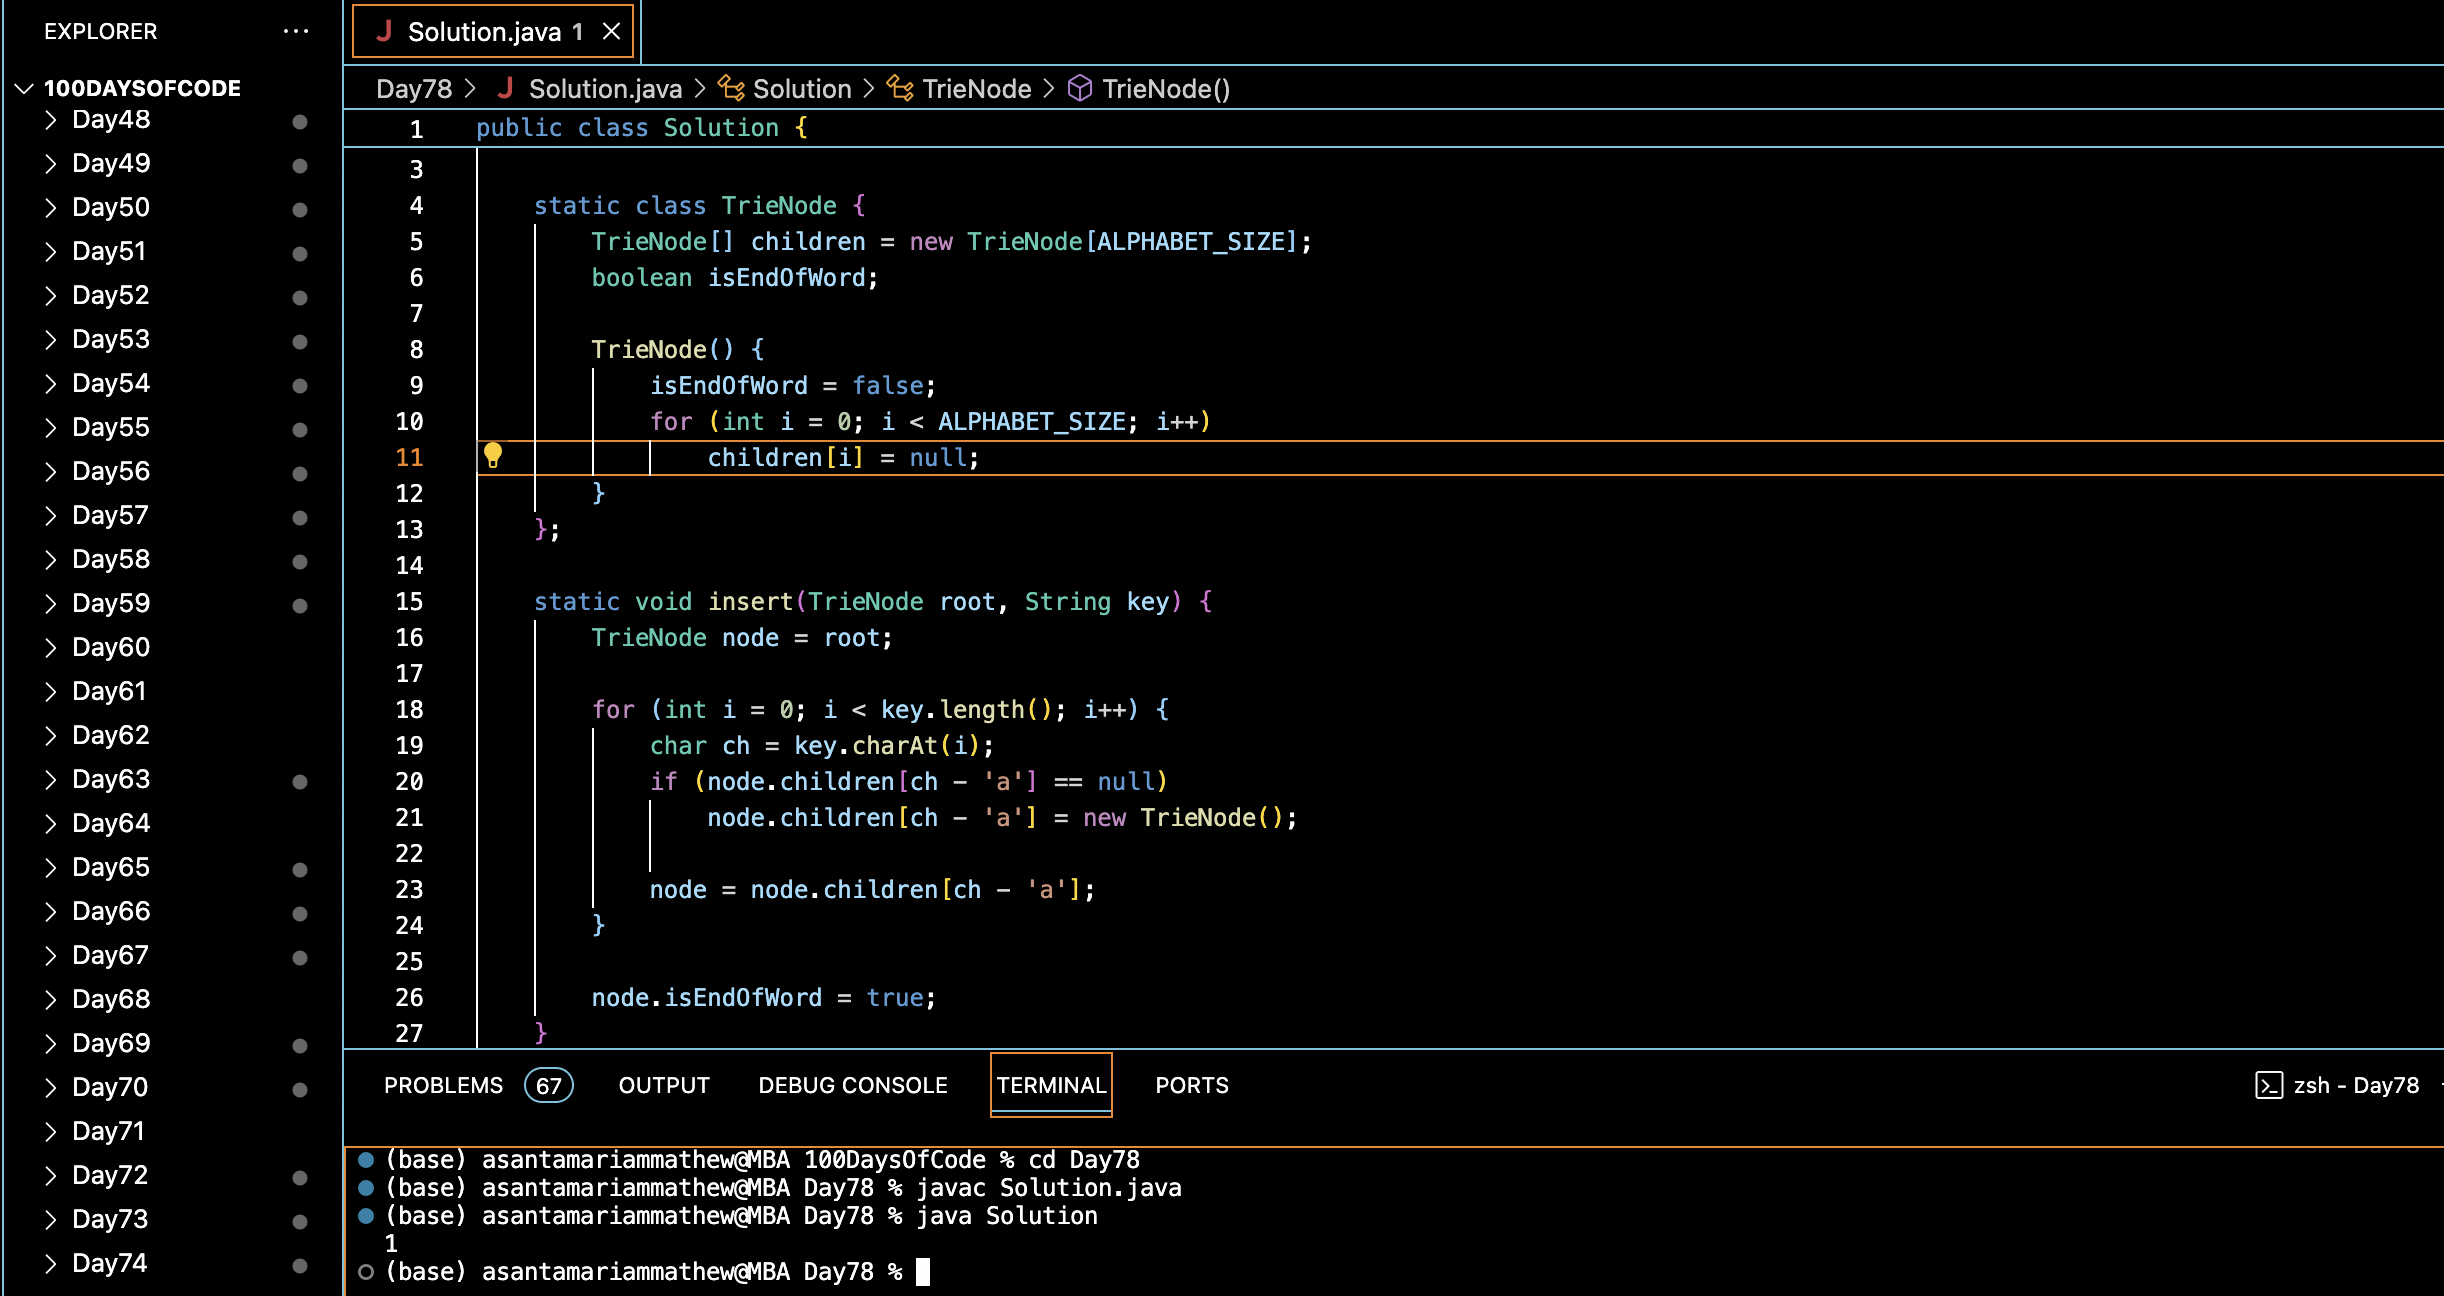 EXPLORER
100DAYSOFCODE
Day48
Day49
Day50
Day51
Day52
Day53
Day54
Day55
Day56
Day57
Day58
Day59
Day60
Day61
Day62
Day63
Day64
Day65
Day66
Day67
Day68
Day69
Day70
Day71
Day72
Day73
Day74
Solution.java 1
Day78 > Solution.java > Solution > TrieNode > TrieNode()
1 public class Solution {
3
4     static class TrieNode {
5         TrieNode[] children = new TrieNode[ALPHABET_SIZE];
6         boolean isEndOfWord;
7
8         TrieNode() {
9             isEndOfWord = false;
10             for (int i = 0; i < ALPHABET_SIZE; i++)
11                 children[i] = null;
12         }
13     };
14
15     static void insert(TrieNode root, String key) {
16         TrieNode node = root;
17
18         for (int i = 0; i < key.length(); i++) {
19             char ch = key.charAt(i);
20             if (node.children[ch - 'a'] == null)
21                 node.children[ch - 'a'] = new TrieNode();
22
23             node = node.children[ch - 'a'];
24         }
25
26         node.isEndOfWord = true;
27     }
PROBLEMS 67 OUTPUT DEBUG CONSOLE TERMINAL PORTS zsh - Day78
(base) asantamariammathew@MBA 100DaysOfCode % cd Day78
(base) asantamariammathew@MBA Day78 % javac Solution.java
(base) asantamariammathew@MBA Day78 % java Solution
1
(base) asantamariammathew@MBA Day78 %